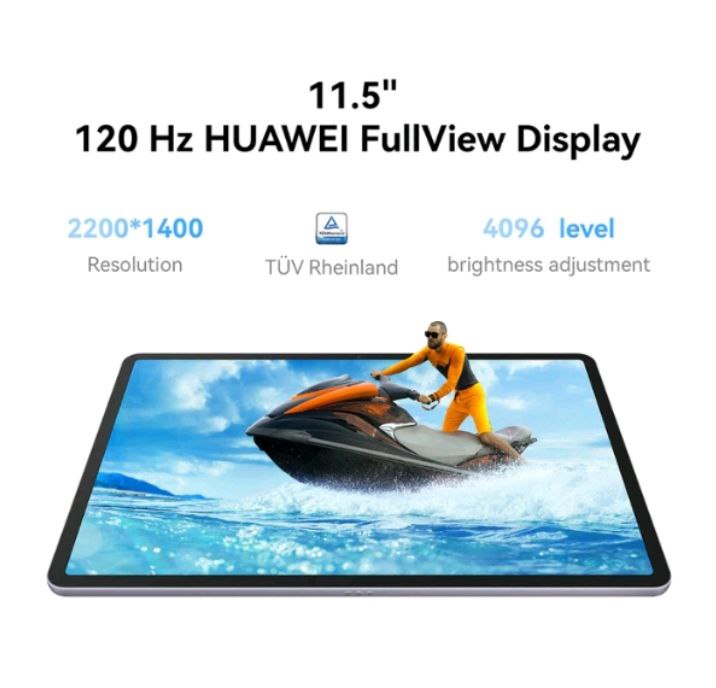 11.5"
120 Hz HUAWEI FullView Display
2200*1400
Resolution
TÜV Rheinland
4096 level
brightness adjustment